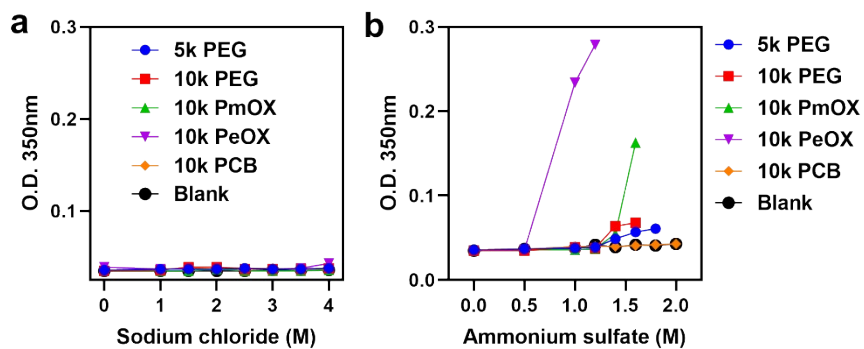 a
0.3
0.2
0.1
O.D. 350nm
5k PEG
10k PEG
10k PmOX
10k PeOX
10k PCB
Blank
0 1 2 3 4
Sodium chloride (M)
b
0.3
0.2
0.1
0.0
O.D. 350nm
0.0 0.5 1.0 1.5 2.0
Ammonium sulfate (M)
5k PEG
10k PEG
10k PmOX
10k PeOX
10k PCB
Blank